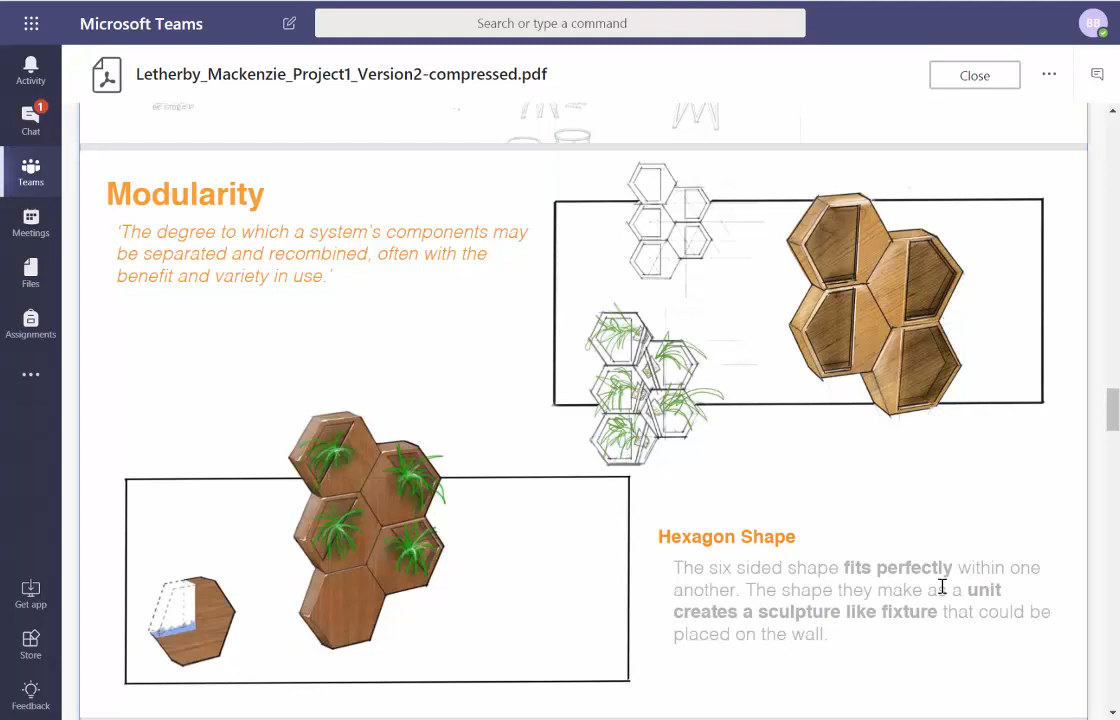 Microsoft Teams
Search or type a command
BB
Activity
1
Chat
Teams
Meetings
Files
Assignments
Get app
Store
Feedback
Letherby_Mackenzie_Project1_Version2-compressed.pdf
Close
Modularity
‘The degree to which a system’s components may
be separated and recombined, often with the
benefit and variety in use.’
Hexagon Shape
The six sided shape fits perfectly within one
another. The shape they make as a unit
creates a sculpture like fixture that could be
placed on the wall.